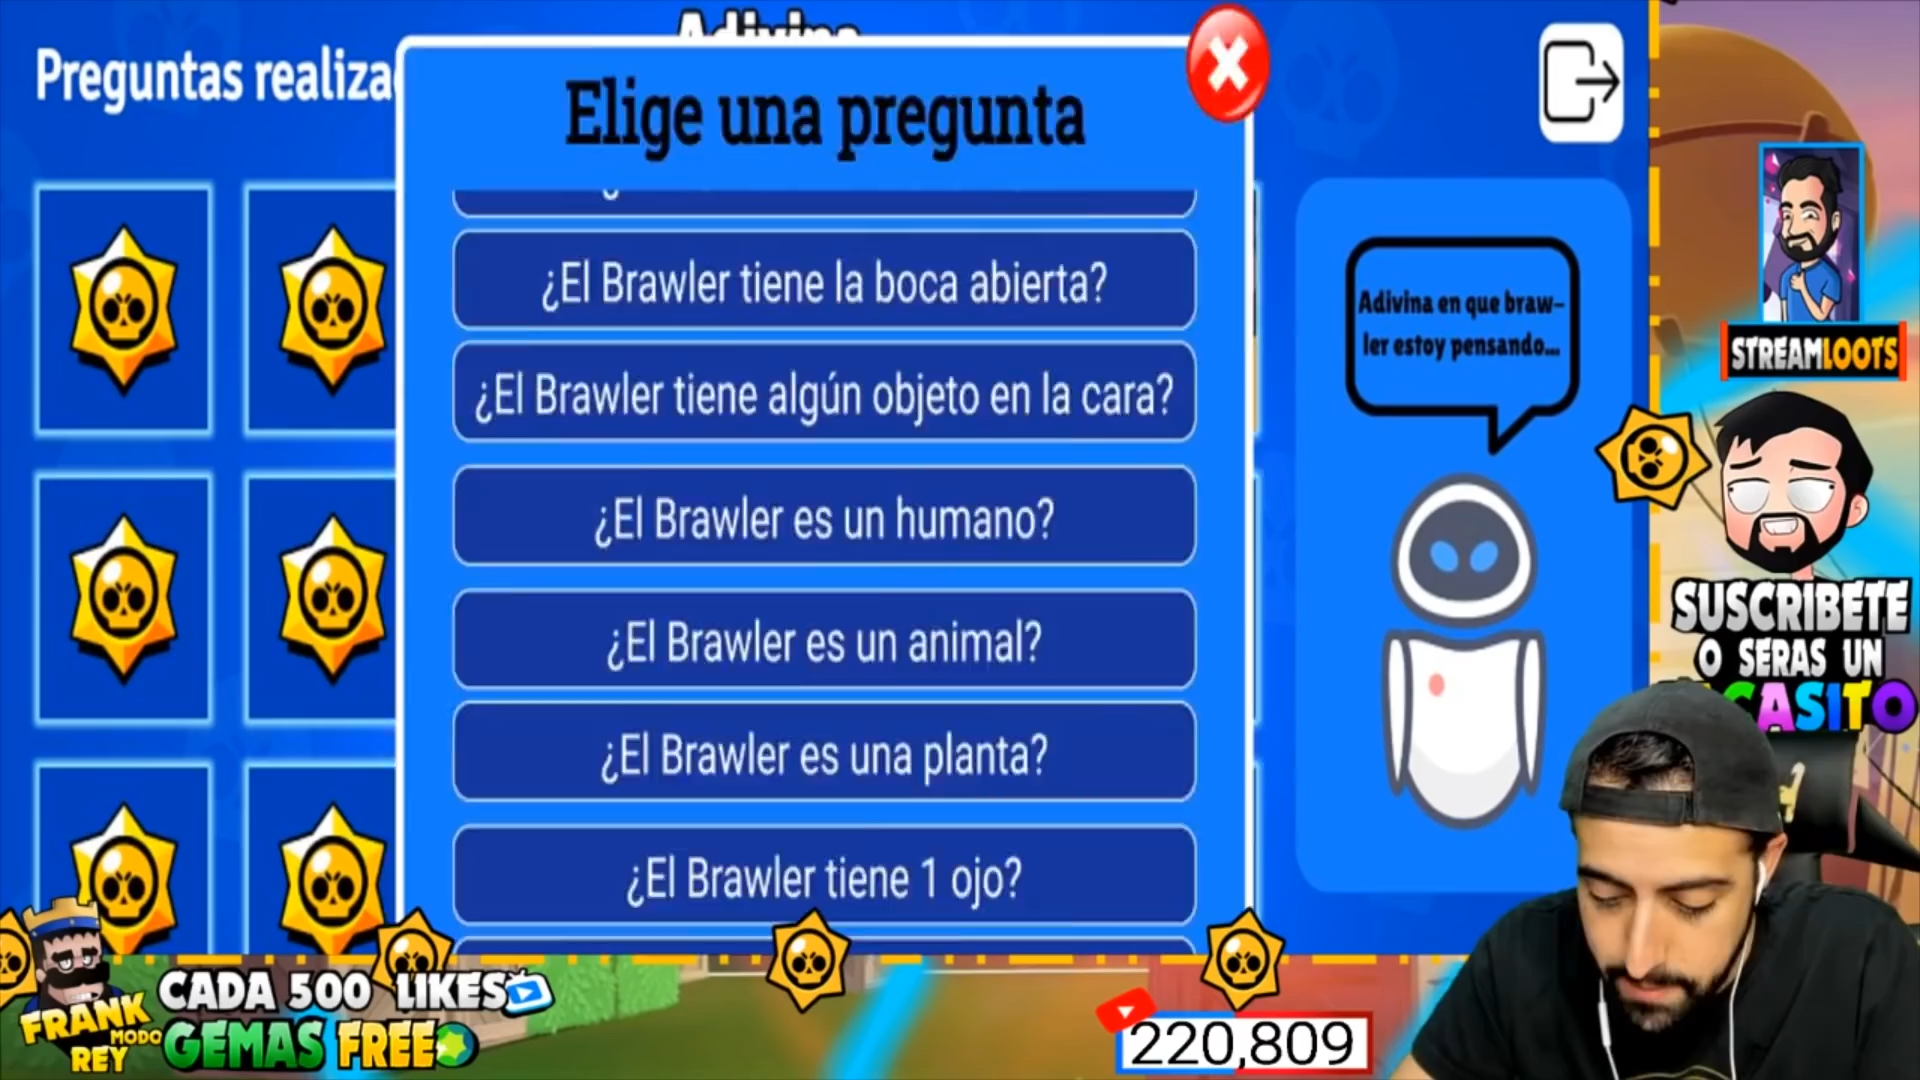 Adivina
Preguntas realiza
Elige una pregunta
¿El Brawler tiene la boca abierta?
¿El Brawler tiene algún objeto en la cara?
¿El Brawler es un humano?
¿El Brawler es un animal?
¿El Brawler es una planta?
¿El Brawler tiene 1 ojo?
Adivina en que braw-
ler estoy pensando...
STREAMLOOTS
SUSCRIBETE
O SERAS UN
CASITO
CADA 500 LIKES
GEMAS FREE
FRANK
MODO
REY
220,809